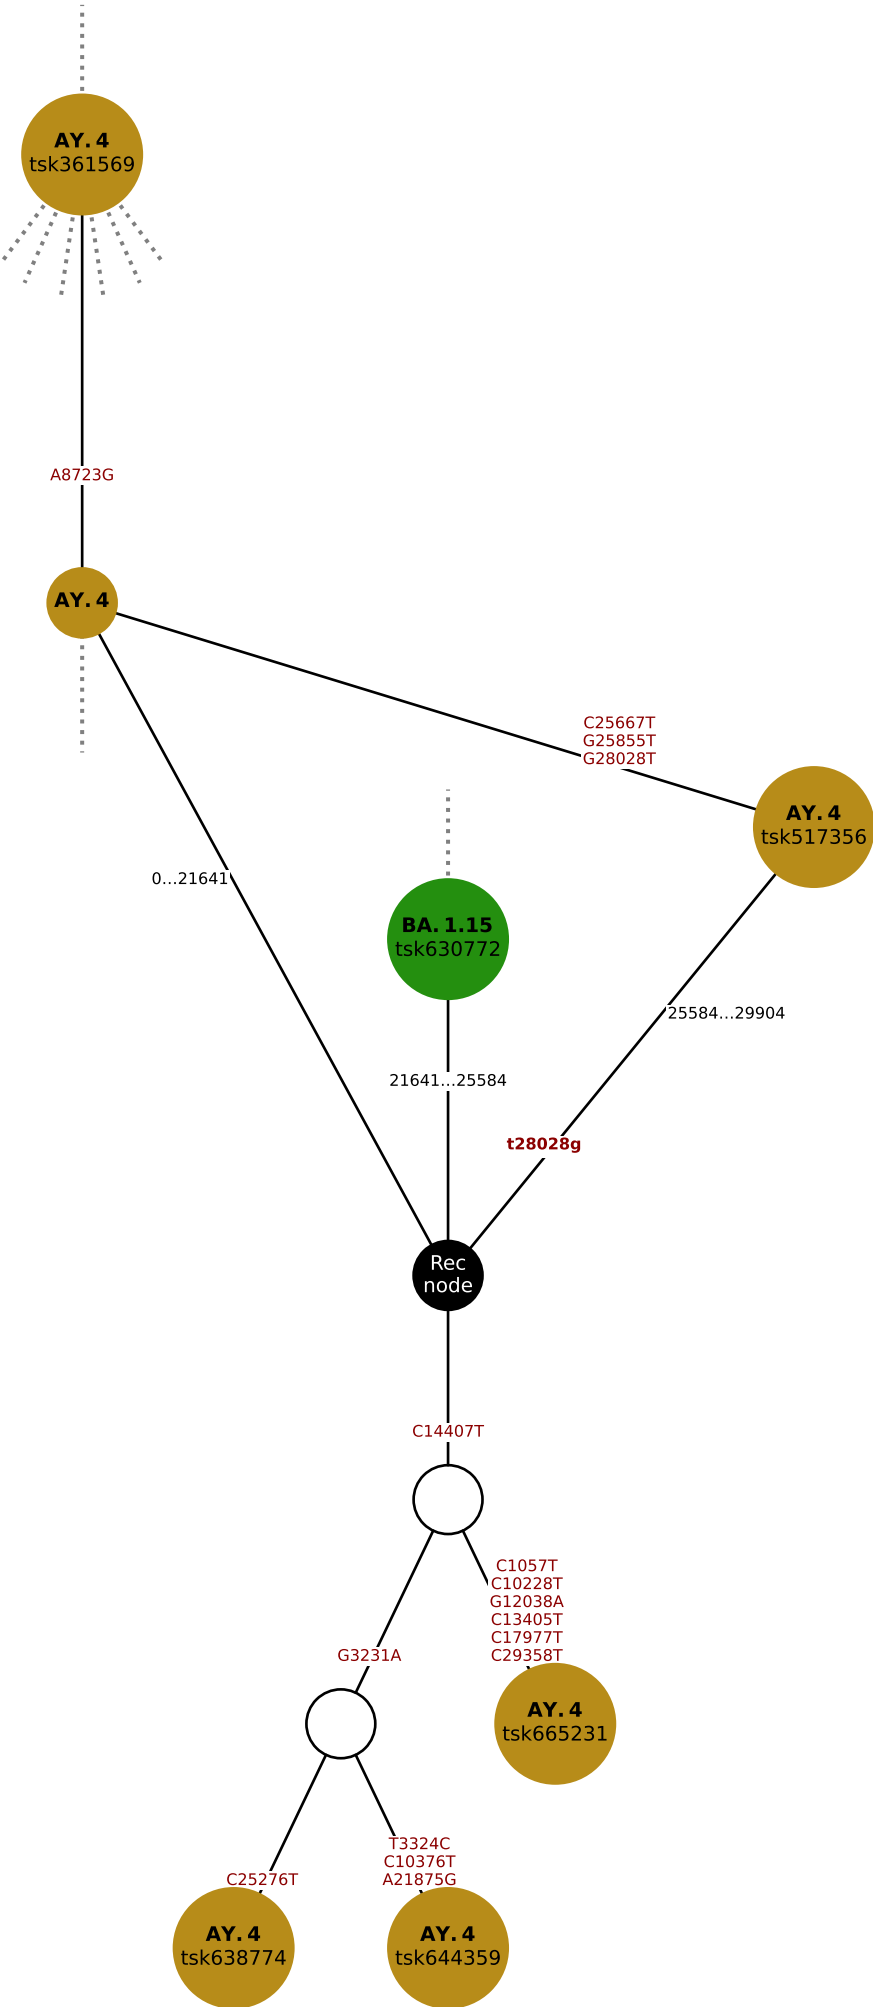 AY.4
tsk361569
A8723G
AY.4
C25667T
G25855T
G28028T
AY.4
tsk517356
0…21641
BA.1.15
tsk630772
25584…29904
21641…25584
t28028g
Rec
node
C14407T
C1057T
C10228T
G12038A
C13405T
C17977T
C29358T
G3231A
AY.4
tsk665231
T3324C
C10376T
A21875G
C25276T
AY.4
tsk638774
AY.4
tsk644359